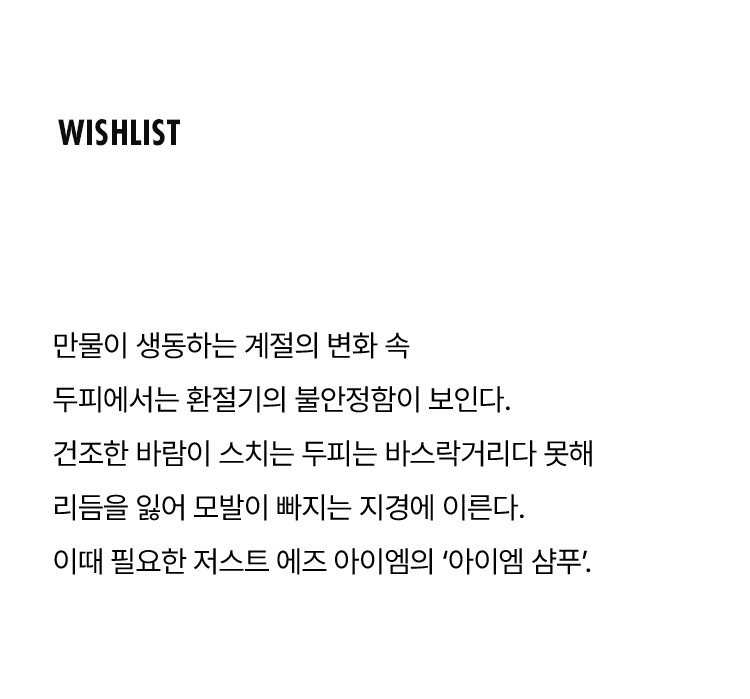 WISHLIST
만물이 생동하는 계절의 변화 속
두피에서는 환절기의 불안정함이 보인다.
건조한 바람이 스치는 두피는 바스락거리다 못해
리듬을 잃어 모발이 빠지는 지경에 이른다.
이때 필요한 저스트 에즈 아이엠의 ‘아이엠 샴푸’.